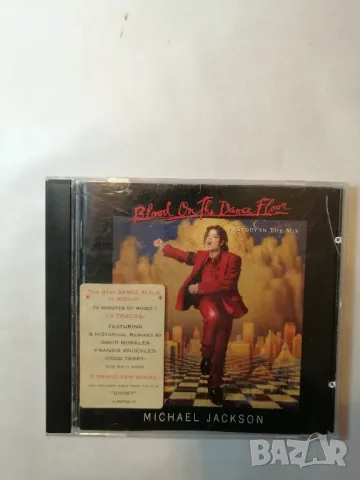 Blood On The Dance Floor
HIStory In The Mix
THE BEST DANCE ALBUM
IN HISTORY!
75 MINUTES OF MUSIC!
13 TRACKS
FEATURING
8 HISTORICAL REMIXES BY
DAVID MORALES
FRANKIE KNUCKLES
TODD TERRY
AND MANY MORE
5 BRAND NEW SONGS
"GHOST"
MICHAEL JACKSON
BAZAR
bg